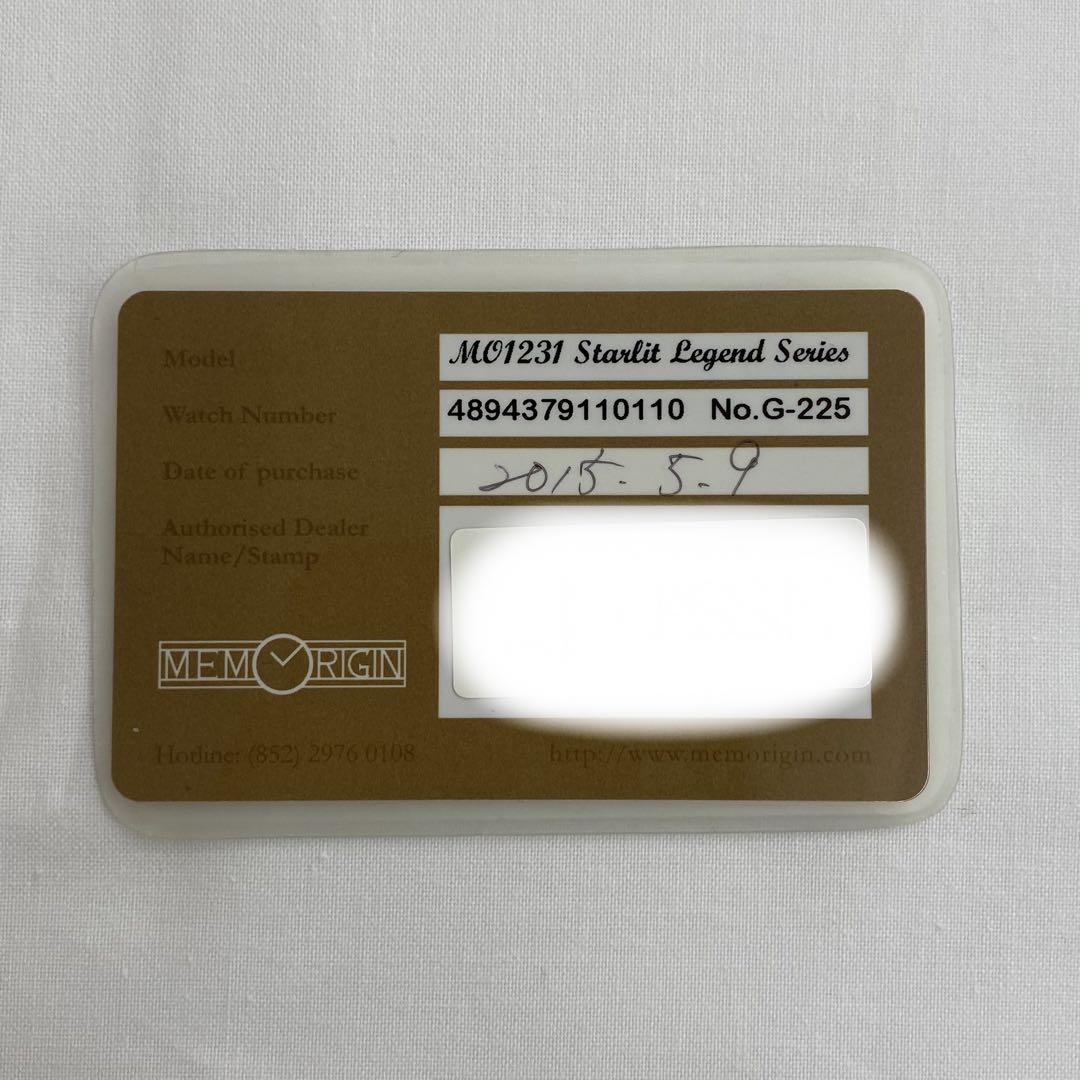 Model MO1231 Starlit Legend Series
Watch Number 4894379110110 No.G-225
Date of purchase 2015. 5. 9
Authorised Dealer
Name/Stamp
MEMORIGIN
Hotline: (852) 2976 0108 http://www.memorigin.com